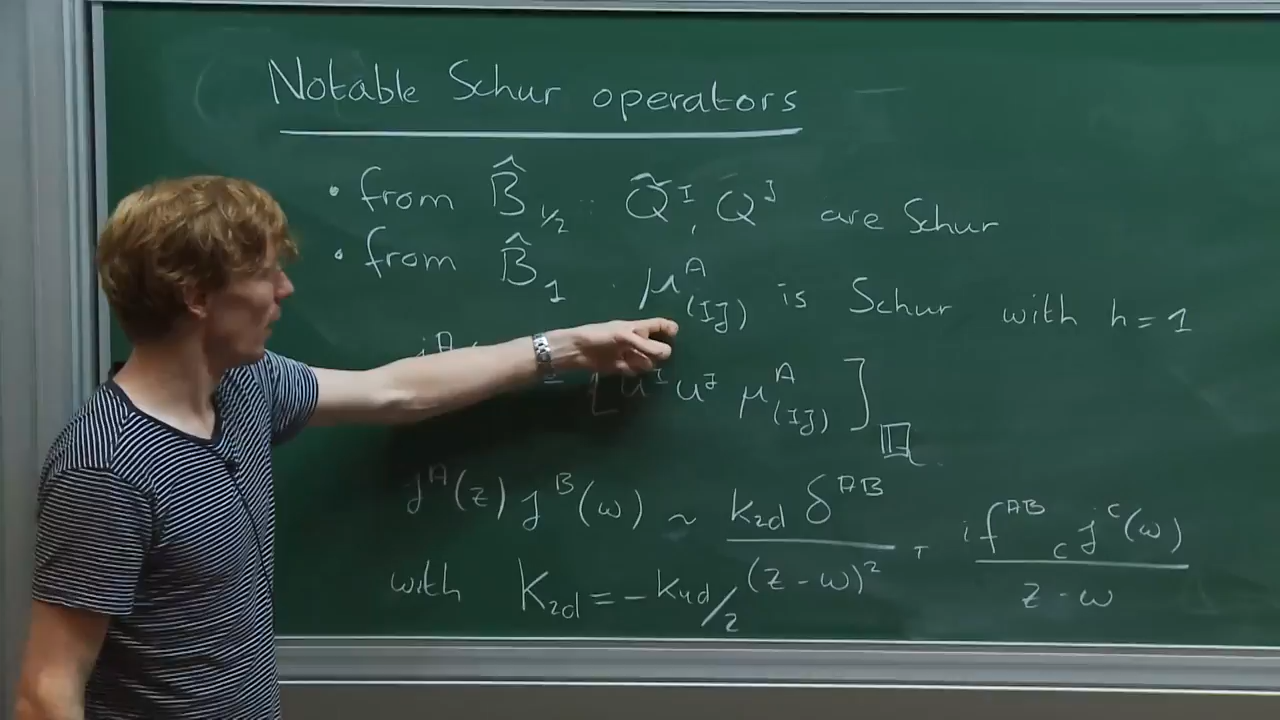 Notable Schur operators
• from B̂_{1/2} : Q̃^I, Q^J are Schur
• from B̂_1 . μ^A_{(IJ)} is Schur with h = 1
j^A = [u^I u^J μ^A_{(IJ)}]_ℚ
j^A(z) j^B(w) ~ k_{2d} δ^{AB} / (z - w)^2 + i f^{AB}_C j^C(w) / z - w
with K_{2d} = - K_{4d}/2